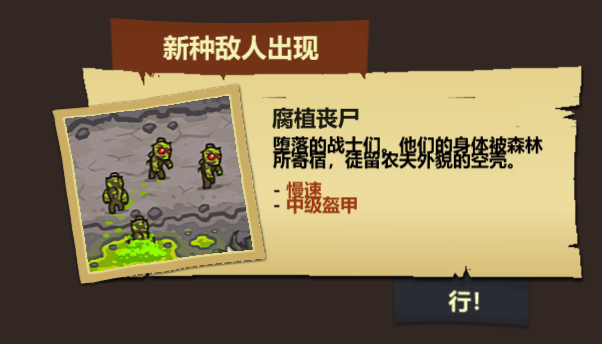 新种敌人出现
腐植丧尸
堕落的战士们。他们的身体被森林
所寄宿，徒留农夫外貌的空壳。
- 慢速
- 中级盔甲
行!